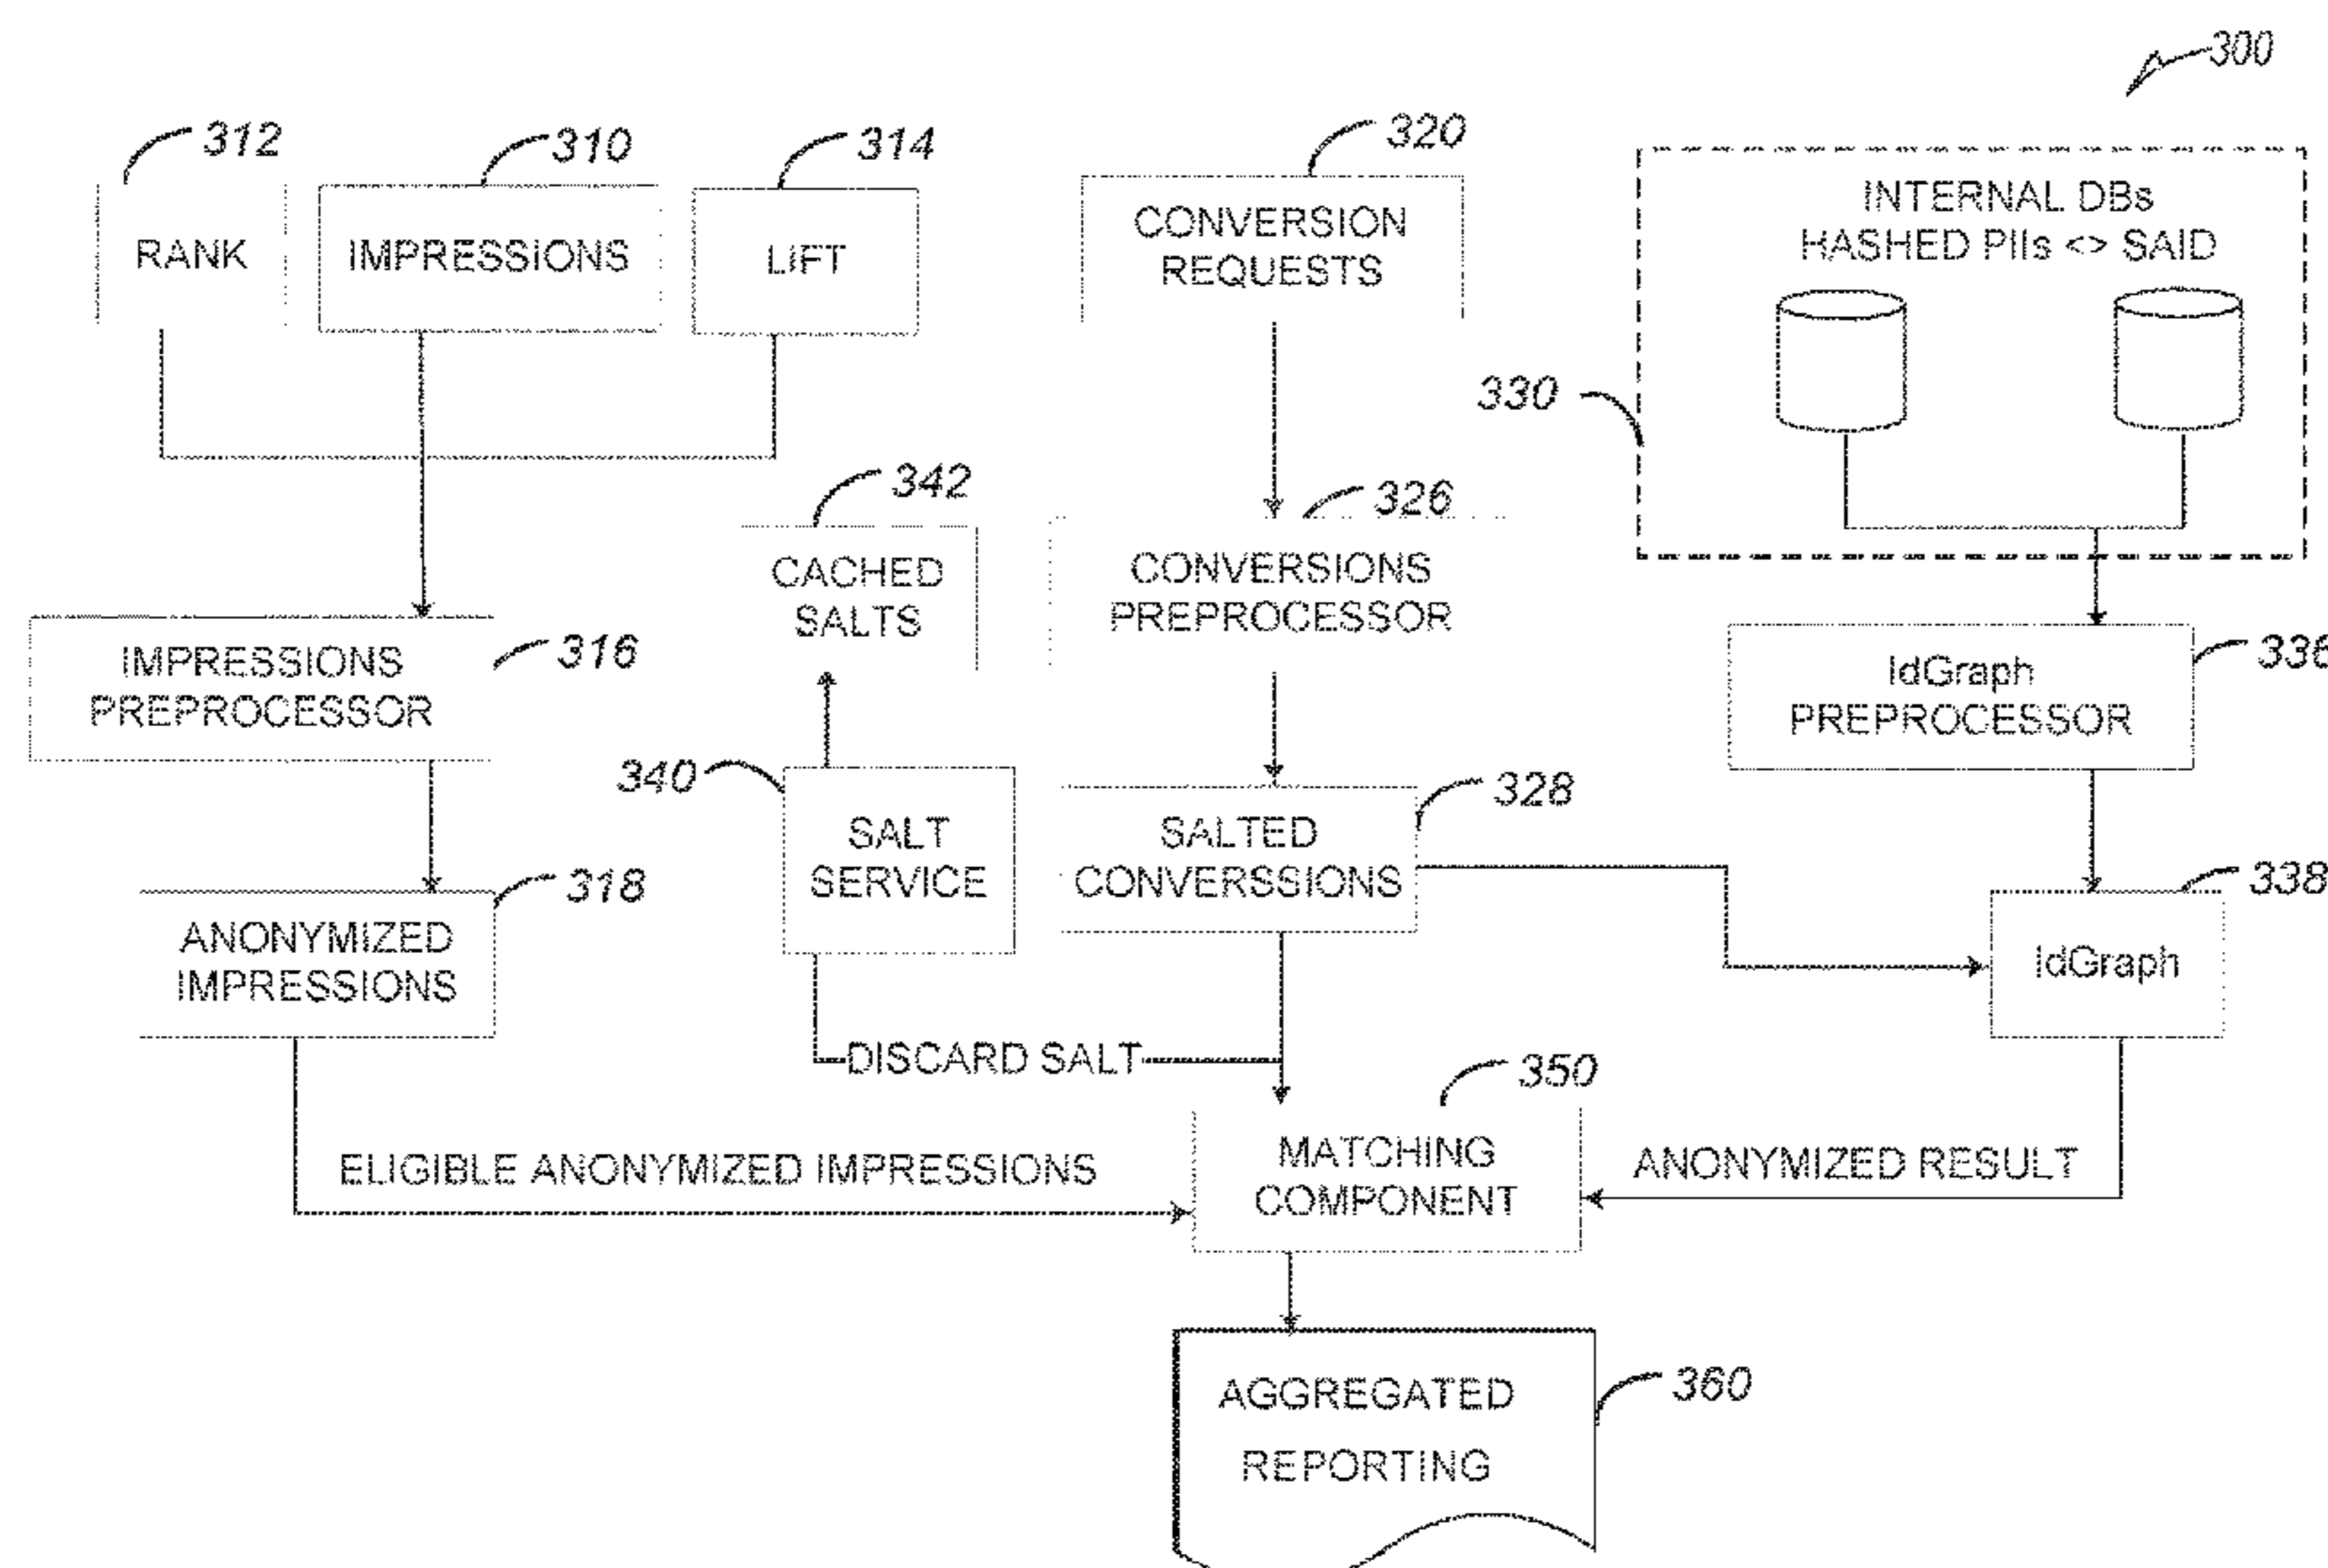 300
312
310
314
320
RANK
IMPRESSIONS
LIFT
CONVERSION
REQUESTS
INTERNAL DBs
HASHED PIIs <> SAID
330
342
326
CACHED
SALTS
CONVERSIONS
PREPROCESSOR
IMPRESSIONS
PREPROCESSOR
316
IdGraph
PREPROCESSOR
336
340
SALT
SERVICE
SALTED
CONVERSSIONS
328
318
ANONYMIZED
IMPRESSIONS
338
IdGraph
DISCARD SALT
350
ELIGIBLE ANONYMIZED IMPRESSIONS
MATCHING
COMPONENT
ANONYMIZED RESULT
AGGREGATED
REPORTING
360